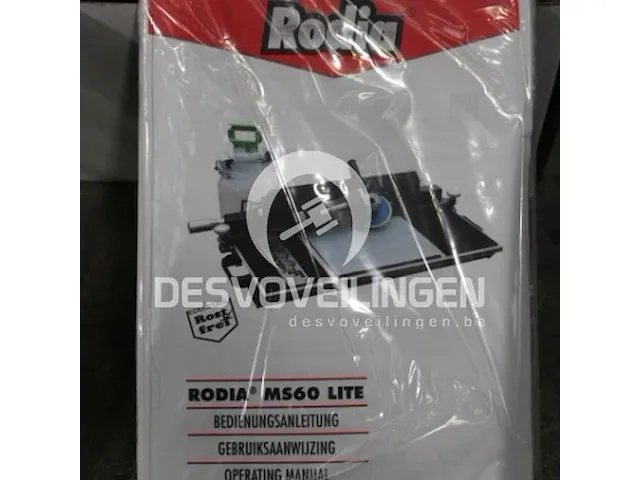 Rodia
DESVOVEILINGEN
desvoveilingen.be
Rost
frei
RODIA® MS60 LITE
BEDIENUNGSANLEITUNG
GEBRUIKSAANWIJZING
OPERATING MANUAL